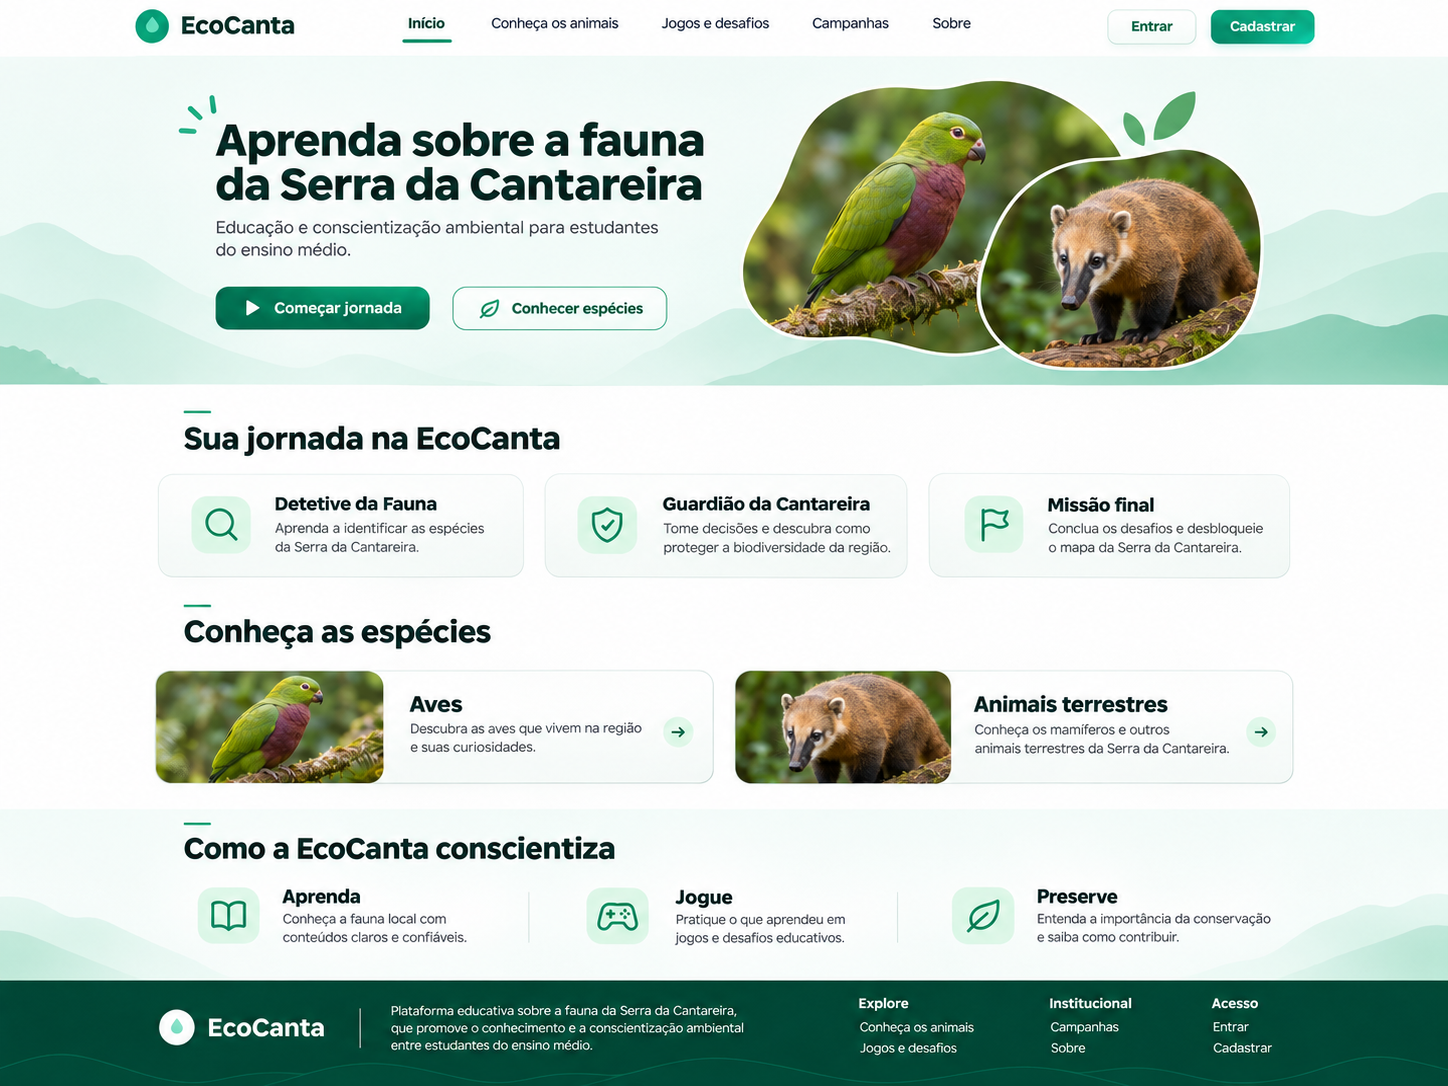 EcoCanta
Início
Conheça os animais
Jogos e desafios
Campanhas
Sobre
Entrar
Cadastrar
Aprenda sobre a fauna
da Serra da Cantareira
Educação e conscientização ambiental para estudantes
do ensino médio.
Começar jornada
Conhecer espécies
Sua jornada na EcoCanta
Detetive da Fauna
Aprenda a identificar as espécies
da Serra da Cantareira.
Guardião da Cantareira
Tome decisões e descubra como
proteger a biodiversidade da região.
Missão final
Conclua os desafios e desbloqueie
o mapa da Serra da Cantareira.
Conheça as espécies
Aves
Descubra as aves que vivem na região
e suas curiosidades.
Animais terrestres
Conheça os mamíferos e outros
animais terrestres da Serra da Cantareira.
Como a EcoCanta conscientiza
Aprenda
Conheça a fauna local com
conteúdos claros e confiáveis.
Jogue
Pratique o que aprendeu em
jogos e desafios educativos.
Preserve
Entenda a importância da conservação
e saiba como contribuir.
EcoCanta
Plataforma educativa sobre a fauna da Serra da Cantareira,
que promove o conhecimento e a conscientização ambiental
entre estudantes do ensino médio.
Explore
Conheça os animais
Jogos e desafios
Institucional
Campanhas
Sobre
Acesso
Entrar
Cadastrar